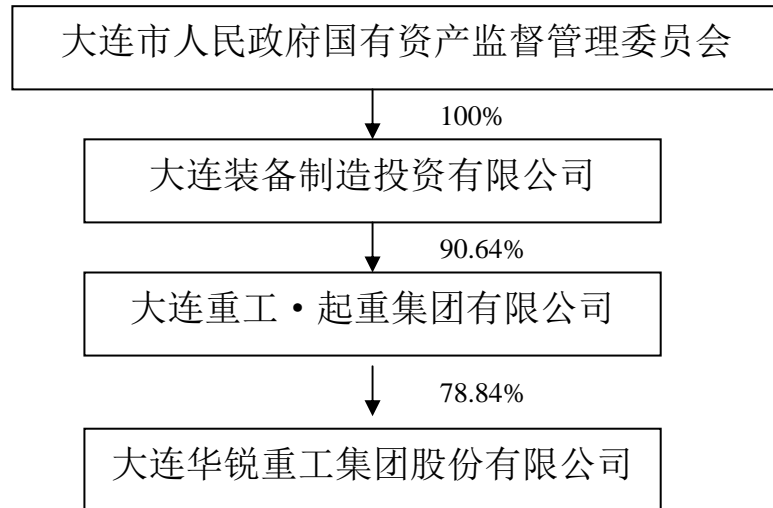 大连市人民政府国有资产监督管理委员会
100%
大连装备制造投资有限公司
90.64%
大连重工·起重集团有限公司
78.84%
大连华锐重工集团股份有限公司